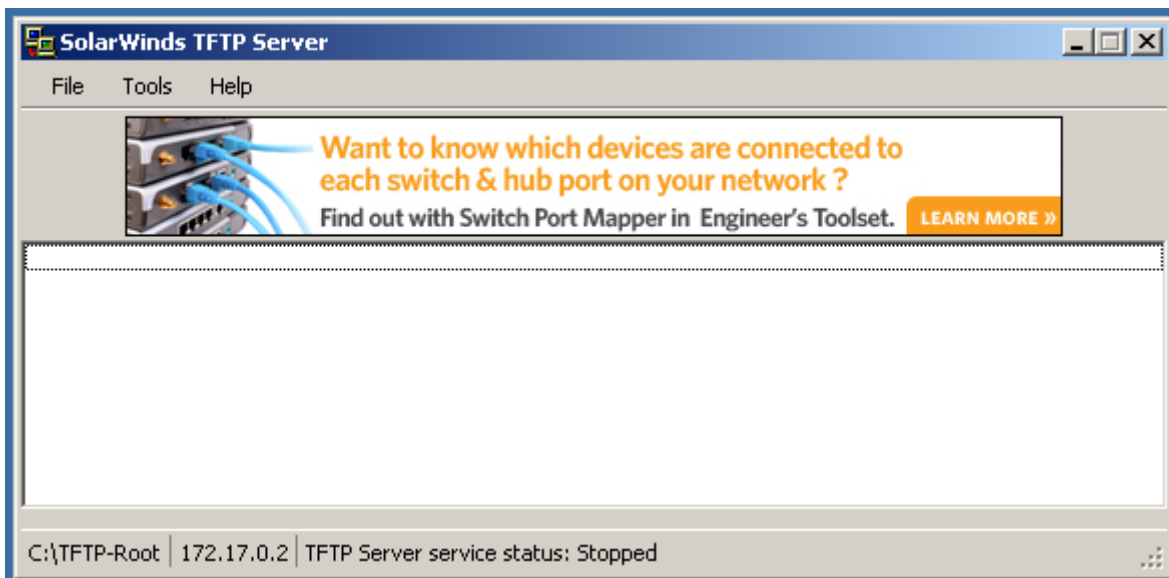 SolarWinds TFTP Server
File Tools Help
Want to know which devices are connected to
each switch & hub port on your network ?
Find out with Switch Port Mapper in Engineer's Toolset. LEARN MORE »
C:\TFTP-Root 172.17.0.2 TFTP Server service status: Stopped